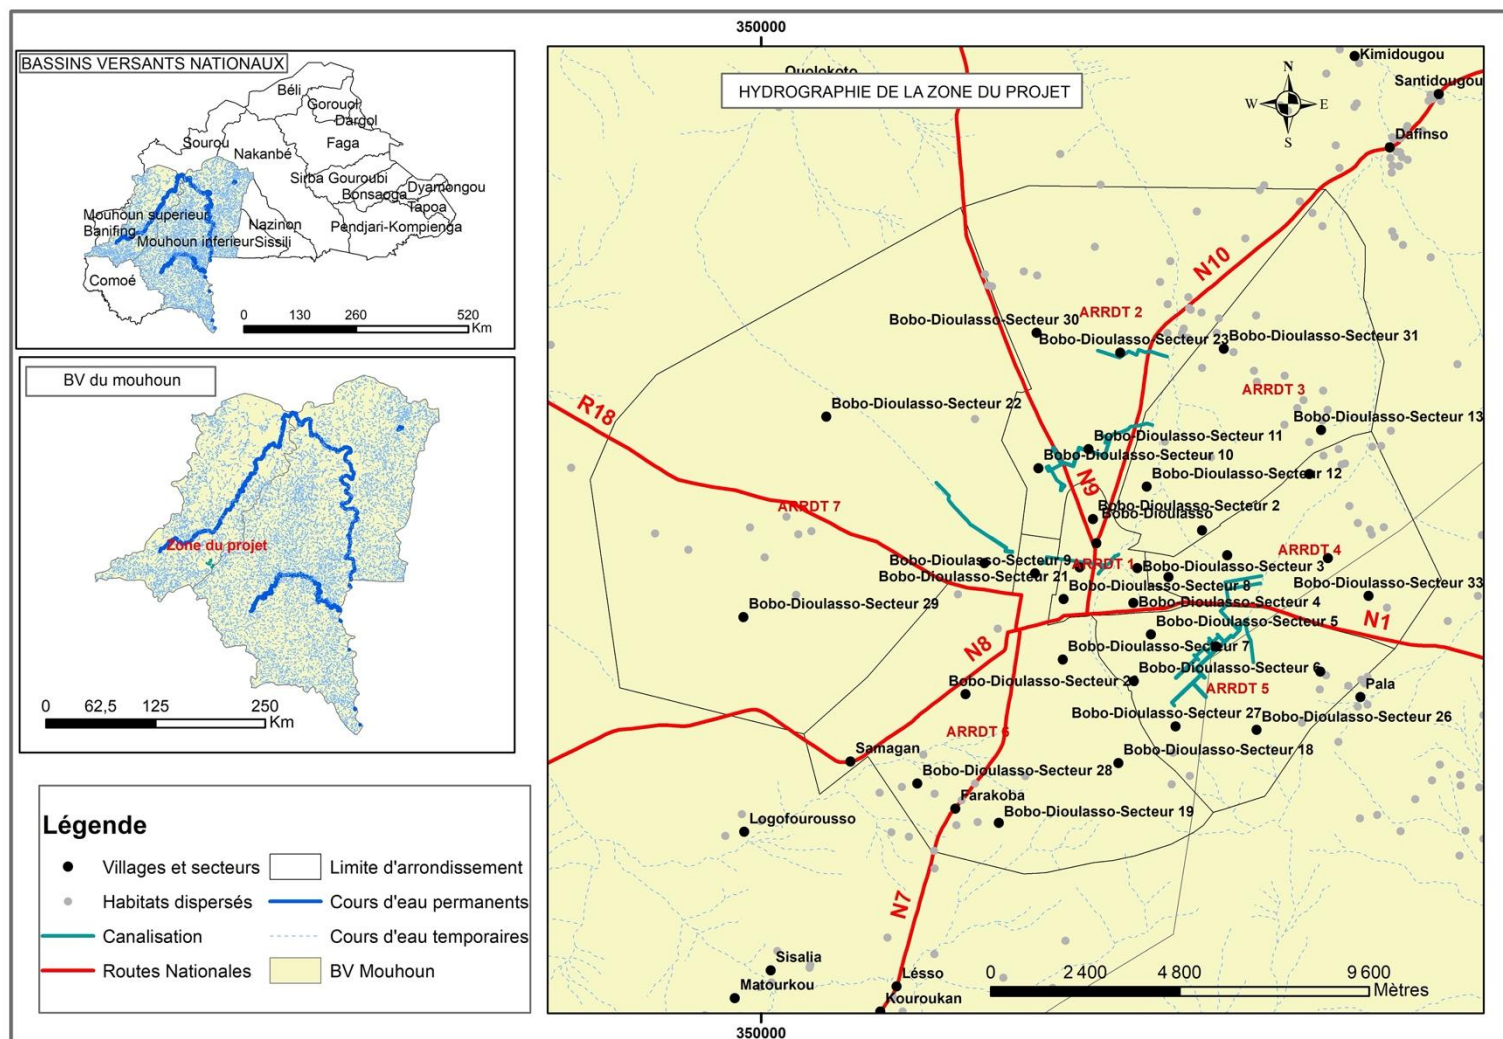 350000
BASSINS VERSANTS NATIONAUX
Béli
Gorouol
Dargol
Faga
Sourou
Nakanbé
Sirba Gouroubi
Bonsaoga
Dyamongou
Tapoa
Mouhoun superieur
Banifing
Nazinon
Pendjari-Kompienga
Mouhoun inferieur
Sissili
Comoé
0 130 260 520
Km
BV du mouhoun
Zone du projet
0 62,5 125 250
Km
Légende
Villages et secteurs
Limite d'arrondissement
Habitats dispersés
Cours d'eau permanents
Canalisation
Cours d'eau temporaires
Routes Nationales
BV Mouhoun
HYDROGRAPHIE DE LA ZONE DU PROJET
N
W E
S
Kimidougou
Santidougou
Dafinso
N10
ARRDT 2
Bobo-Dioulasso-Secteur 30
Bobo-Dioulasso-Secteur 23
Bobo-Dioulasso-Secteur 31
ARRDT 3
R18
Bobo-Dioulasso-Secteur 22
Bobo-Dioulasso-Secteur 13
Bobo-Dioulasso-Secteur 11
Bobo-Dioulasso-Secteur 10
Bobo-Dioulasso-Secteur 12
N9
ARRDT 7
Bobo-Dioulasso-Secteur 2
Bobo-Dioulasso
ARRDT 4
Bobo-Dioulasso-Secteur 9
ARRDT 1
Bobo-Dioulasso-Secteur 3
Bobo-Dioulasso-Secteur 21
Bobo-Dioulasso-Secteur 8
Bobo-Dioulasso-Secteur 33
Bobo-Dioulasso-Secteur 29
Bobo-Dioulasso-Secteur 4
Bobo-Dioulasso-Secteur 5
N1
N8
Bobo-Dioulasso-Secteur 7
Bobo-Dioulasso-Secteur 6
ARRDT 5
Pala
Bobo-Dioulasso-Secteur 27
Bobo-Dioulasso-Secteur 26
ARRDT 6
Samagan
Bobo-Dioulasso-Secteur 18
Bobo-Dioulasso-Secteur 28
Farakoba
Bobo-Dioulasso-Secteur 19
Logofourousso
N7
Sisalia
Matourkou
Lésso
Kouroukan
0 2 400 4 800 9 600
Mètres
350000